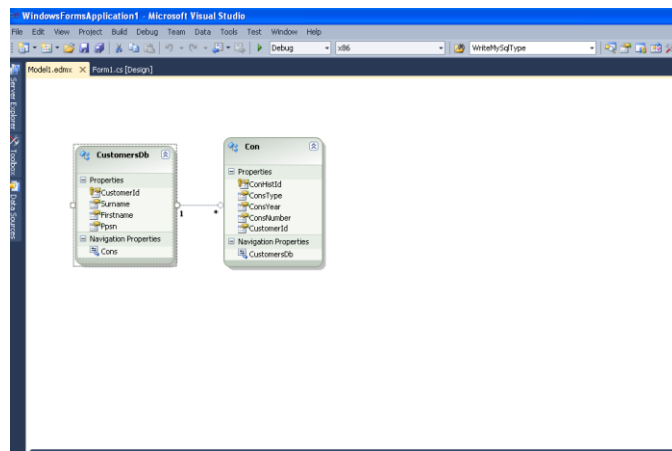 WindowsFormsApplication1 - Microsoft Visual Studio
File Edit View Project Build Debug Team Data Tools Test Window Help
Debug x86 WriteMySqlType
Model1.edmx Form1.cs [Design]
Server Explorer
Toolbox
Data Sources
CustomersDb
Properties
CustomerId
Surname
Firstname
Ppsn
Navigation Properties
Cons
1 *
Con
Properties
ConHistId
ConsType
ConsYear
ConsNumber
CustomerId
Navigation Properties
CustomersDb